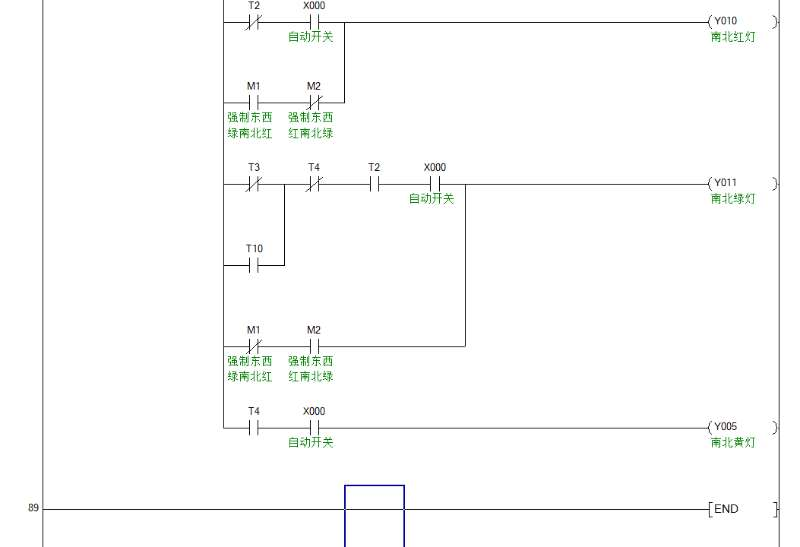 T2 X000
Y010
自动开关
南北红灯
M1 M2
强制东西 强制东西
绿南北红 红南北绿
T3 T4 T2 X000
Y011
自动开关
南北绿灯
T10
M1 M2
强制东西 强制东西
绿南北红 红南北绿
T4 X000
Y005
自动开关
南北黄灯
89
END